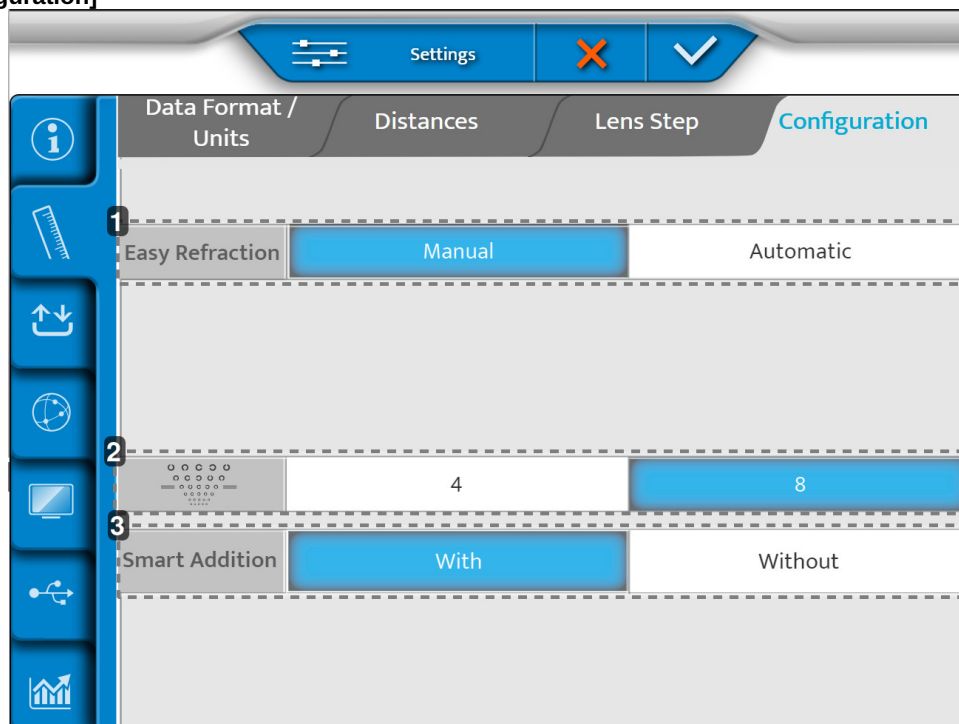 guration]
Settings
Data Format /
Units
Distances
Lens Step
Configuration
1
Easy Refraction
Manual
Automatic
2
4
8
3
Smart Addition
With
Without